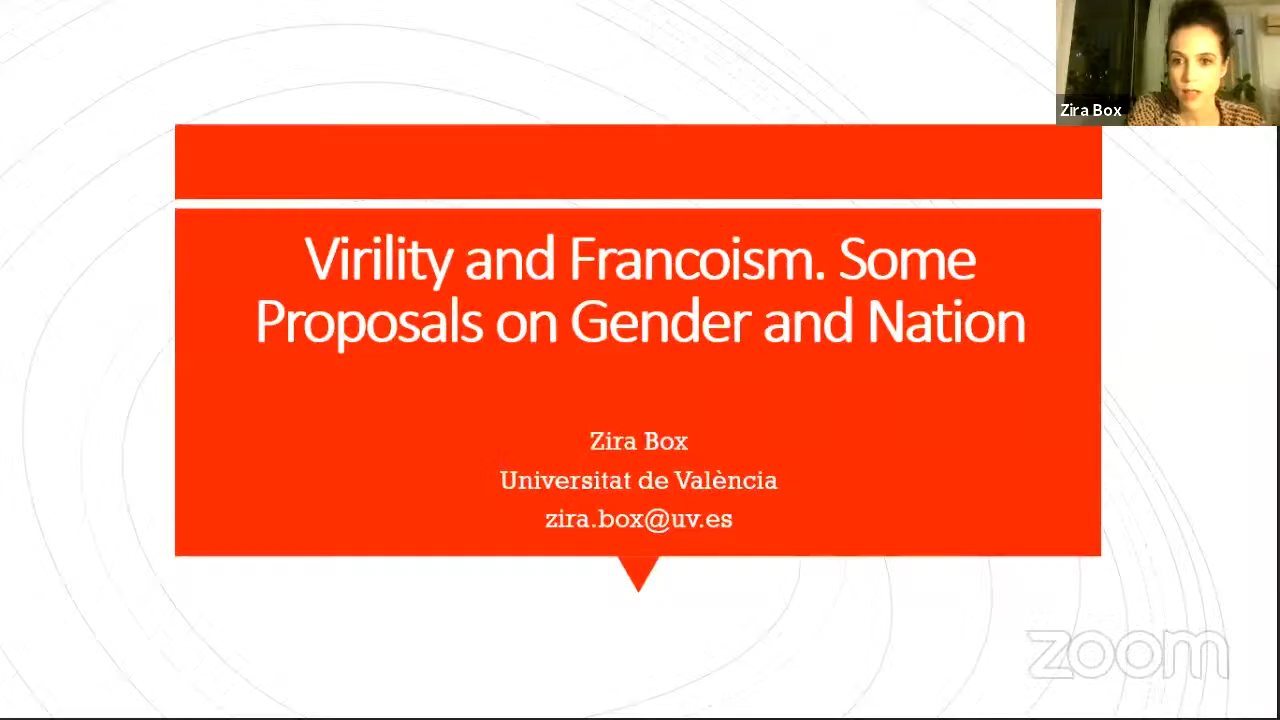 Zira Box
Virility and Francoism. Some
Proposals on Gender and Nation
Zira Box
Universitat de València
zira.box@uv.es
zoom